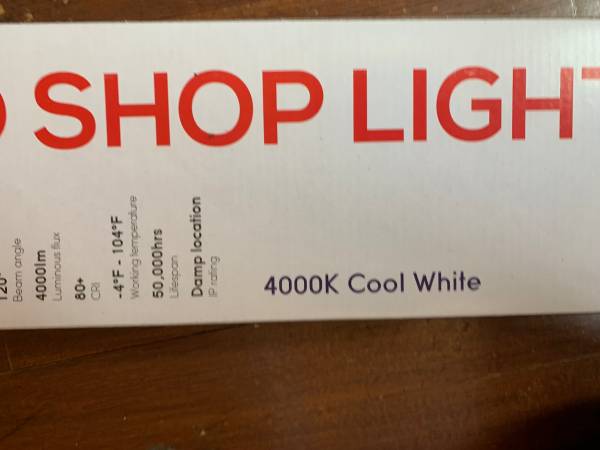 SHOP LIGHT
120°
Beam angle
4000lm
Luminous flux
80+
CRI
-4°F - 104°F
Working temperature
50,000hrs
Lifespan
Damp location
IP rating
4000K Cool White